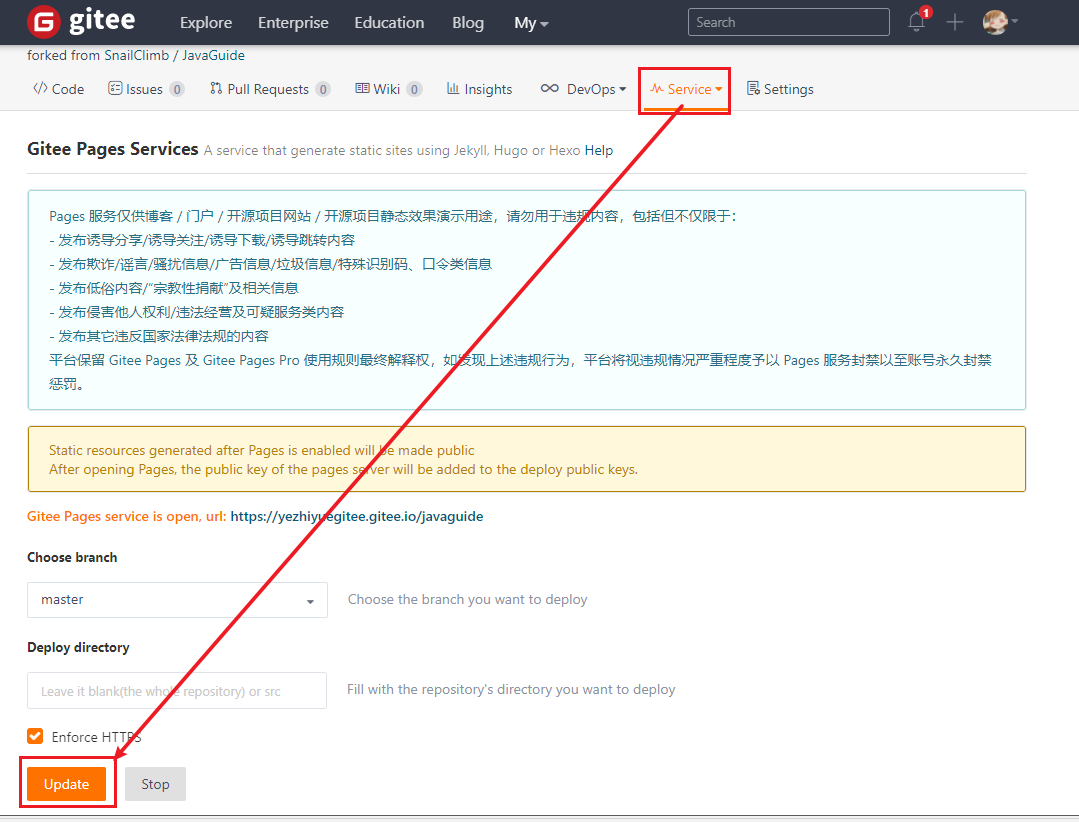 G gitee Explore Enterprise Education Blog My Search 1
forked from SnailClimb / JavaGuide
</> Code Issues 0 Pull Requests 0 Wiki 0 Insights DevOps Service Settings
Gitee Pages Services A service that generate static sites using Jekyll, Hugo or Hexo Help
Pages 服务仅供博客 / 门户 / 开源项目网站 / 开源项目静态效果演示用途，请勿用于违规内容，包括但不仅限于：
- 发布诱导分享/诱导关注/诱导下载/诱导跳转内容
- 发布欺诈/谣言/骚扰信息/广告信息/垃圾信息/特殊识别码、口令类信息
- 发布低俗内容/“宗教性捐献”及相关信息
- 发布侵害他人权利/违法经营及可疑服务类内容
- 发布其它违反国家法律法规的内容
平台保留 Gitee Pages 及 Gitee Pages Pro 使用规则最终解释权，如发现上述违规行为，平台将视违规情况严重程度予以 Pages 服务封禁以至账号永久封禁
惩罚。
Static resources generated after Pages is enabled will be made public
After opening Pages, the public key of the pages server will be added to the deploy public keys.
Gitee Pages service is open, url: https://yezhiyuegitee.gitee.io/javaguide
Choose branch
master Choose the branch you want to deploy
Deploy directory
Leave it blank(the whole repository) or src Fill with the repository's directory you want to deploy
Enforce HTTPS
Update Stop